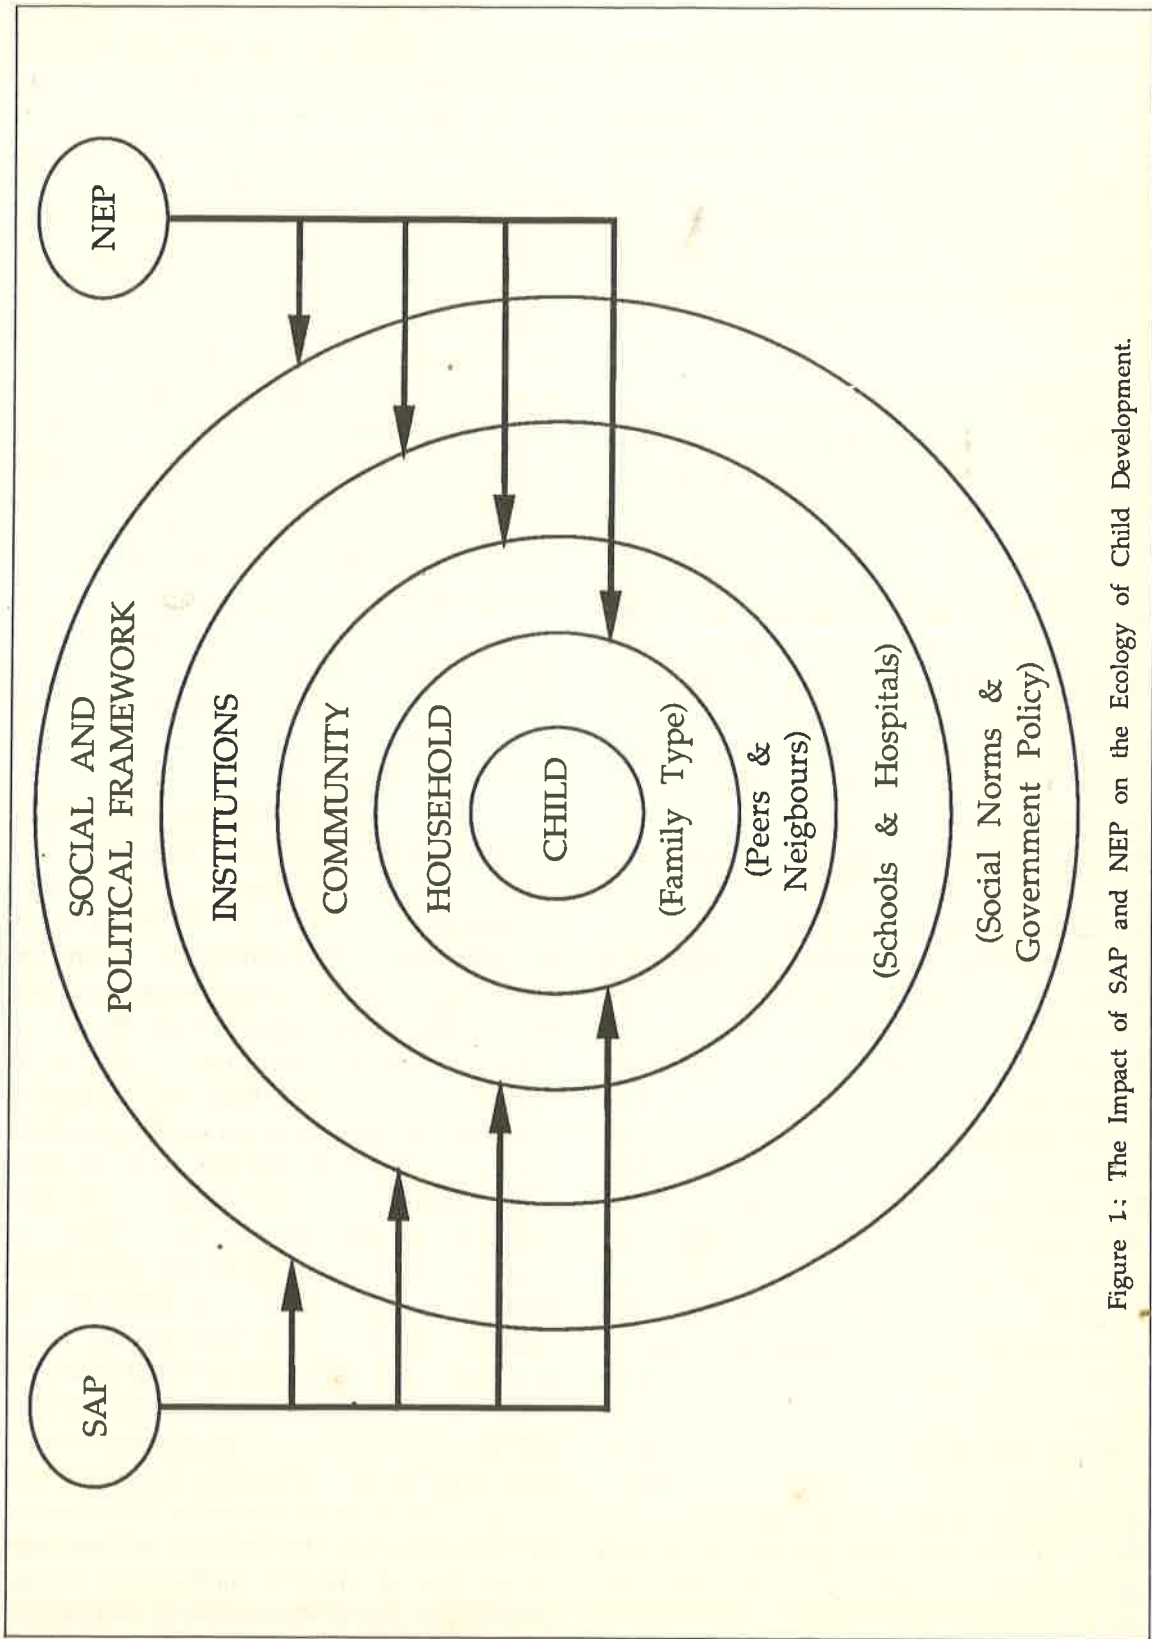 SAP
NEP
SOCIAL AND
POLITICAL FRAMEWORK
INSTITUTIONS
COMMUNITY
HOUSEHOLD
CHILD
(Family Type)
(Peers &
Neigbours)
(Schools & Hospitals)
(Social Norms &
Government Policy)
Figure 1: The Impact of SAP and NEP on the Ecology of Child Development.